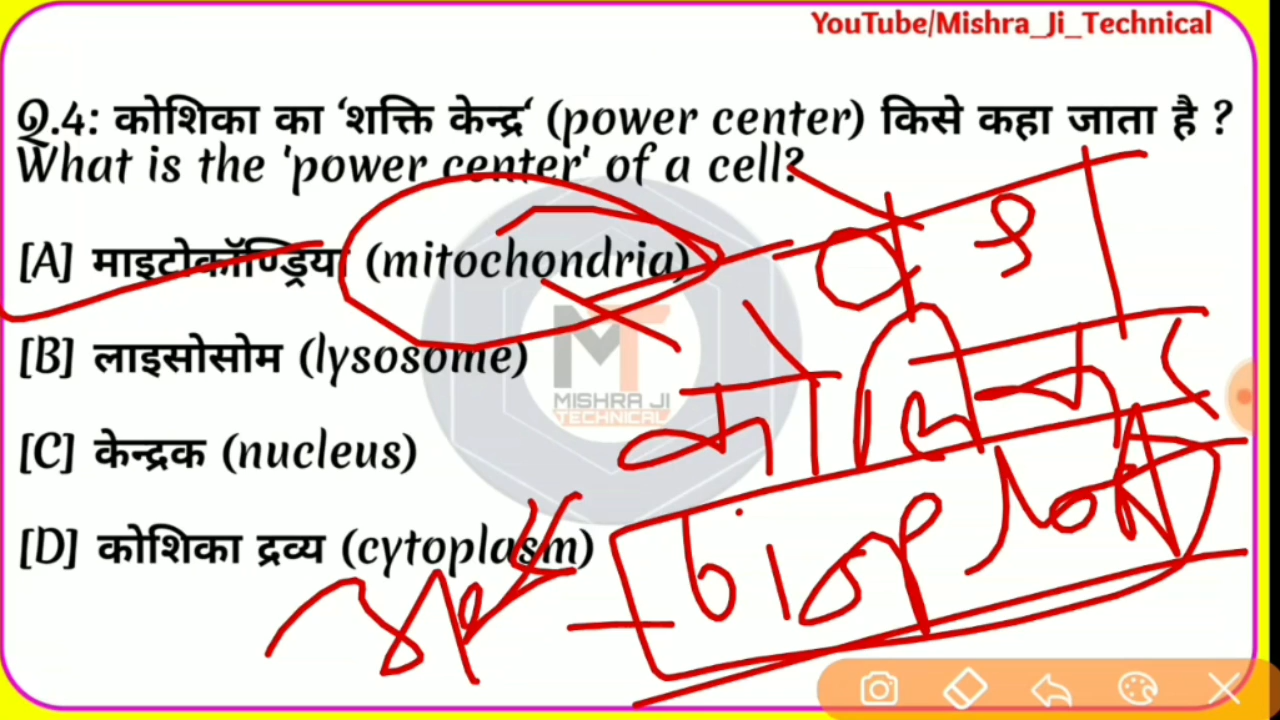 YouTube/Mishra_Ji_Technical
Q.4: कोशिका का ‘शक्ति केन्द्र‘ (power center) किसे कहा जाता है ?
What is the 'power center' of a cell?
[A] माइटोकॉण्ड्रिया (mitochondria)
[B] लाइसोसोम (lysosome)
[C] केन्द्रक (nucleus)
[D] कोशिका द्रव्य (cytoplasm)
MT
MISHRA JI
TECHNICAL